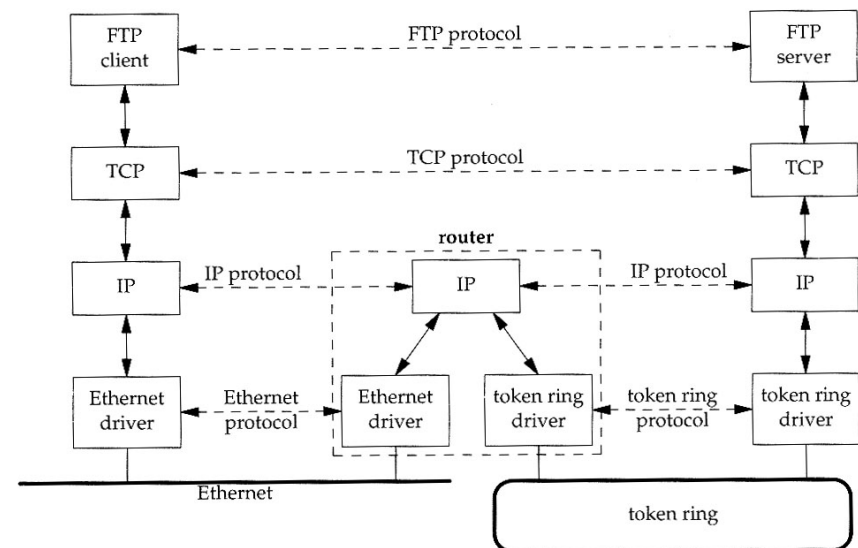 FTP
client
FTP protocol
FTP
server
TCP
TCP protocol
TCP
router
IP
IP protocol
IP
IP protocol
IP
Ethernet
driver
Ethernet
protocol
Ethernet
driver
token ring
driver
token ring
protocol
token ring
driver
Ethernet
token ring